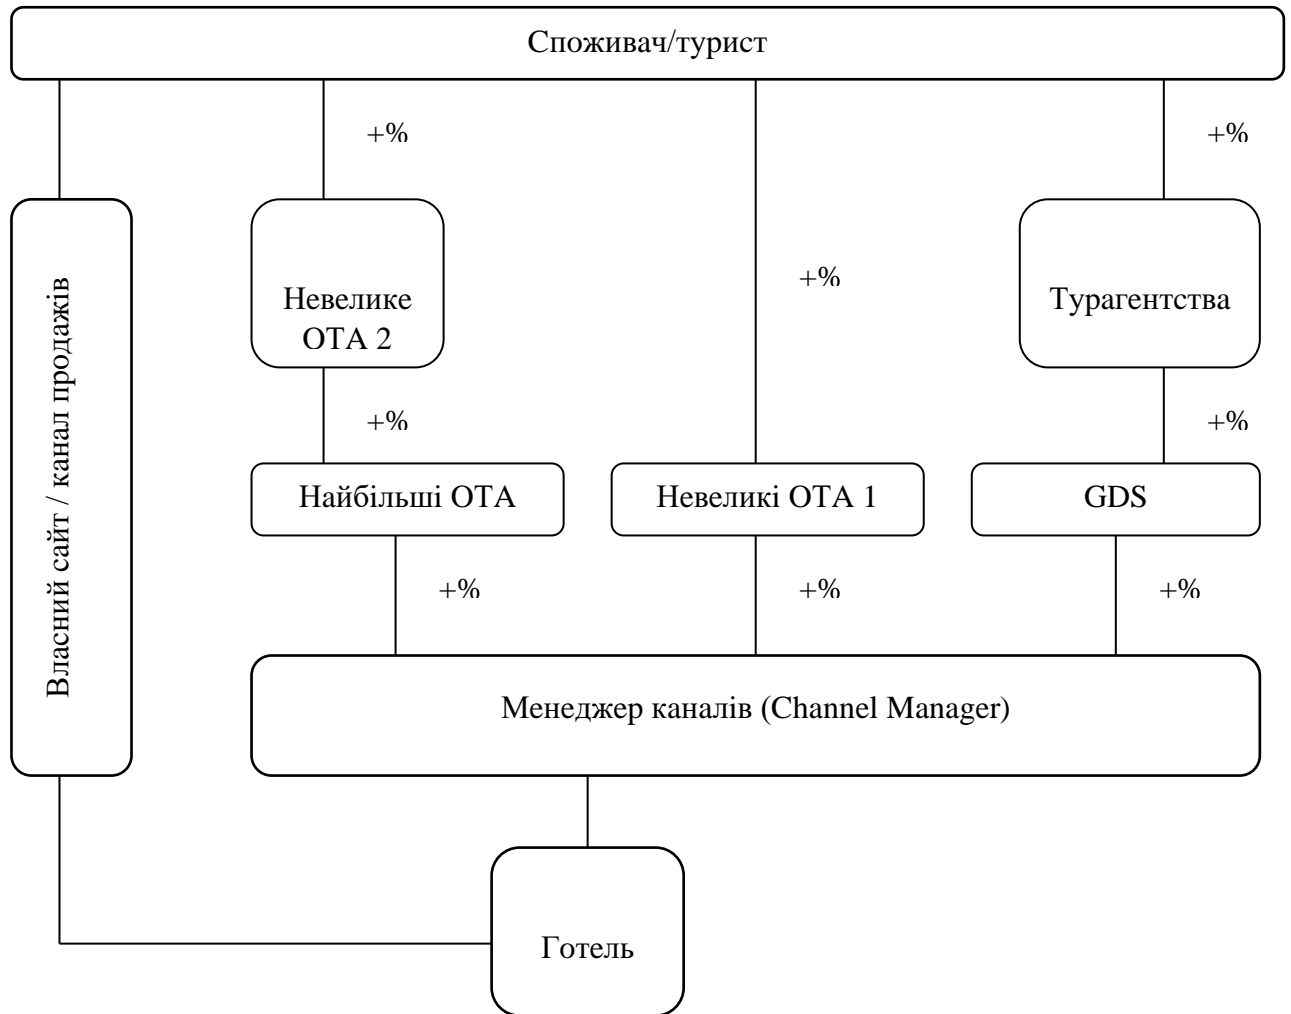 Споживач/турист
+%
+%
Власний сайт / канал продажів
Невелике
ОТА 2
+%
Турагентства
+%
+%
Найбільші ОТА
Невеликі ОТА 1
GDS
+%
+%
+%
Менеджер каналів (Channel Manager)
Готель